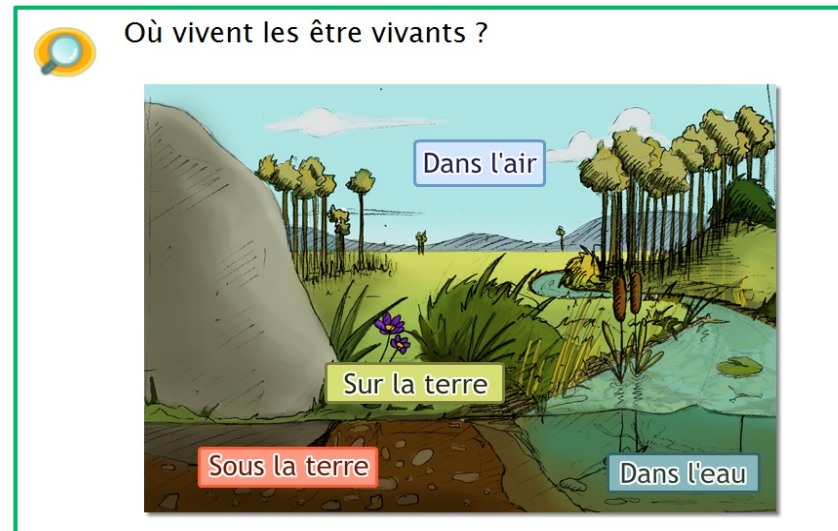 Où vivent les être vivants ?
Dans l'air
Sur la terre
Sous la terre
Dans l'eau